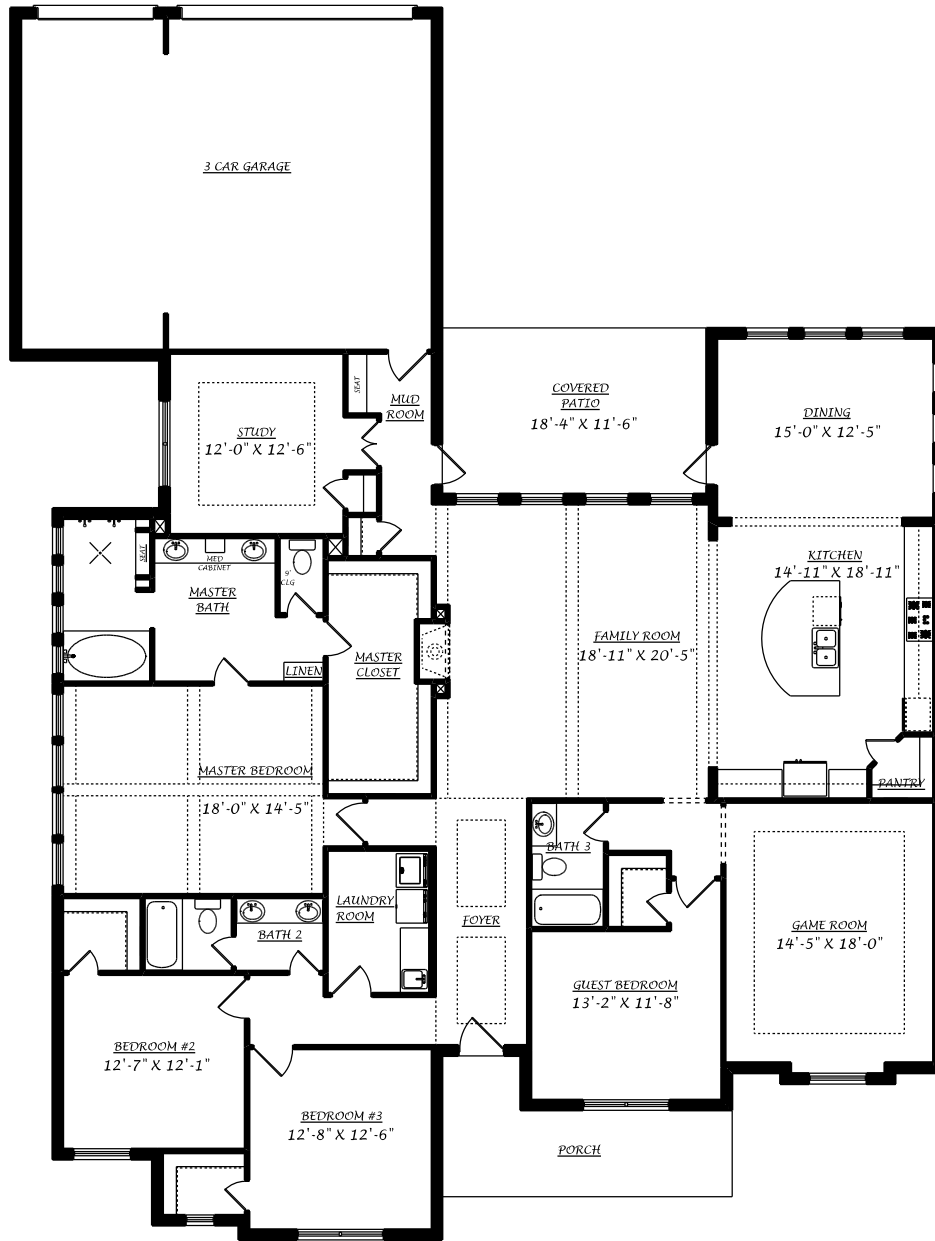 3 CAR GARAGE
SEAT
MUD
ROOM
COVERED
PATIO
18'-4" X 11'-6"
DINING
15'-0" X 12'-5"
STUDY
12'-0" X 12'-6"
SEAT
MED
CABINET
9'
CLG
MASTER
BATH
LINEN
MASTER
CLOSET
FAMILY ROOM
18'-11" X 20'-5"
KITCHEN
14'-11" X 18'-11"
PANTRY
MASTER BEDROOM
18'-0" X 14'-5"
BATH 3
LAUNDRY
ROOM
FOYER
BATH 2
GAME ROOM
14'-5" X 18'-0"
GUEST BEDROOM
13'-2" X 11'-8"
BEDROOM #2
12'-7" X 12'-1"
BEDROOM #3
12'-8" X 12'-6"
PORCH